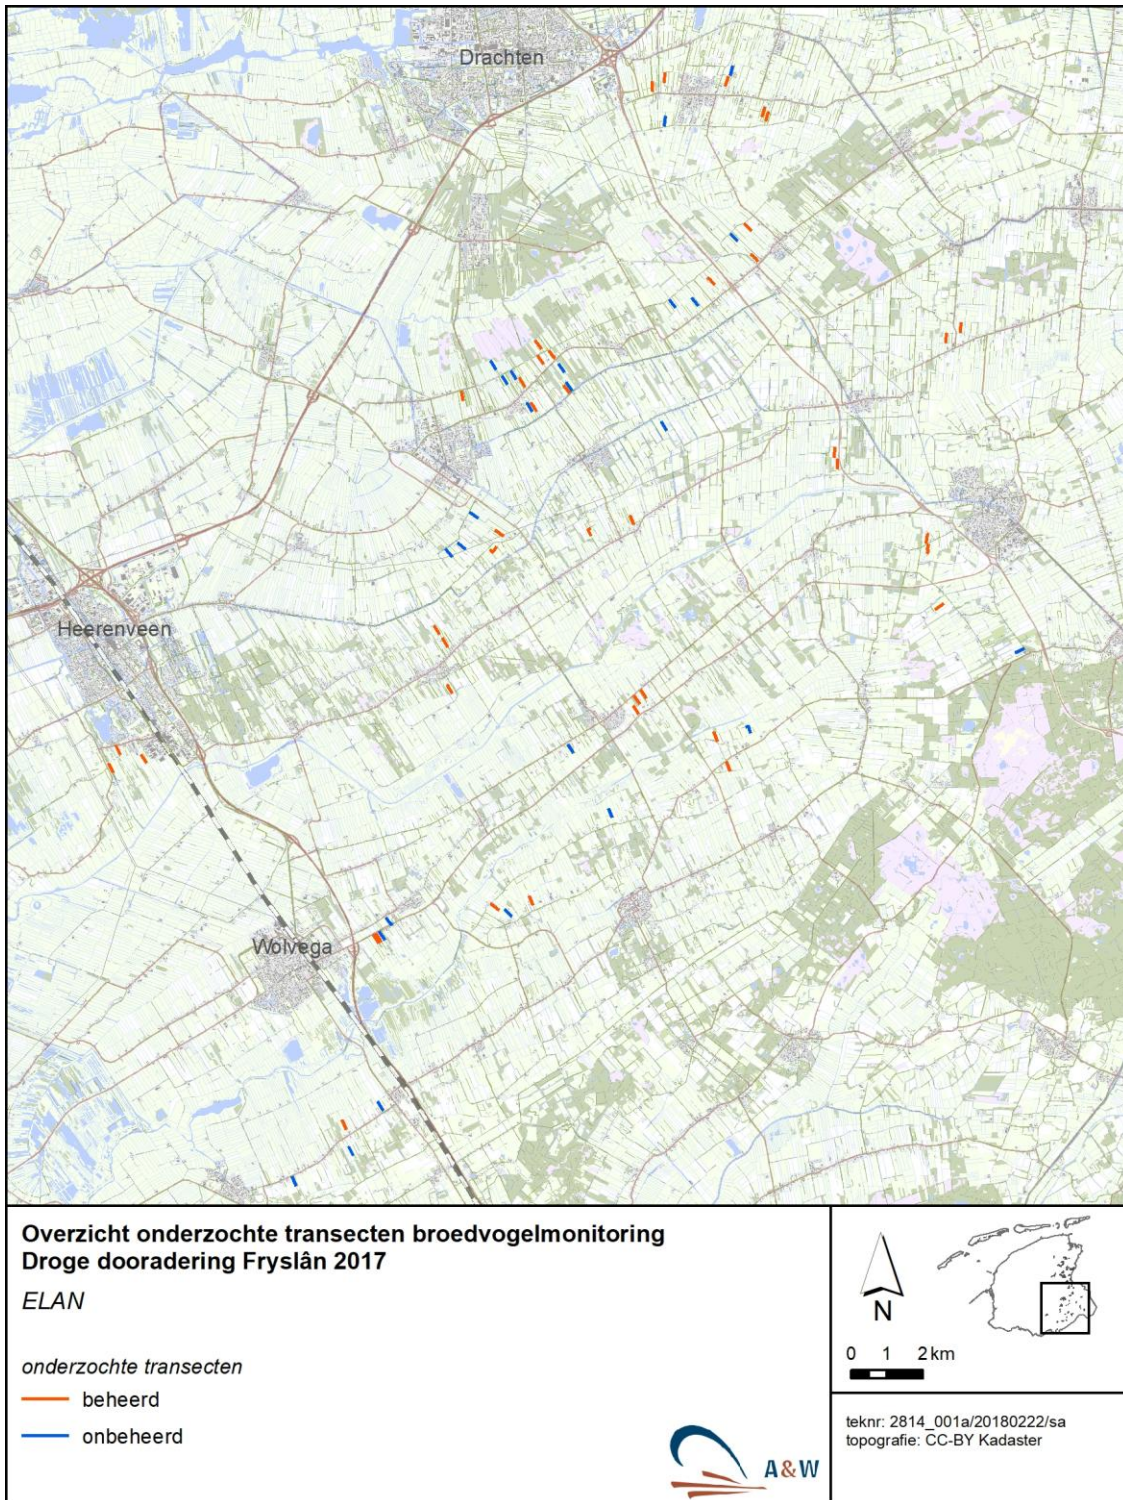 Drachten
Heerenveen
Wolvega
Overzicht onderzochte transecten broedvogelmonitoring
Droge dooradering Fryslân 2017
ELAN
onderzochte transecten
beheerd
onbeheerd
A&W
N
0 1 2 km
teknr: 2814_001a/20180222/sa
topografie: CC-BY Kadaster